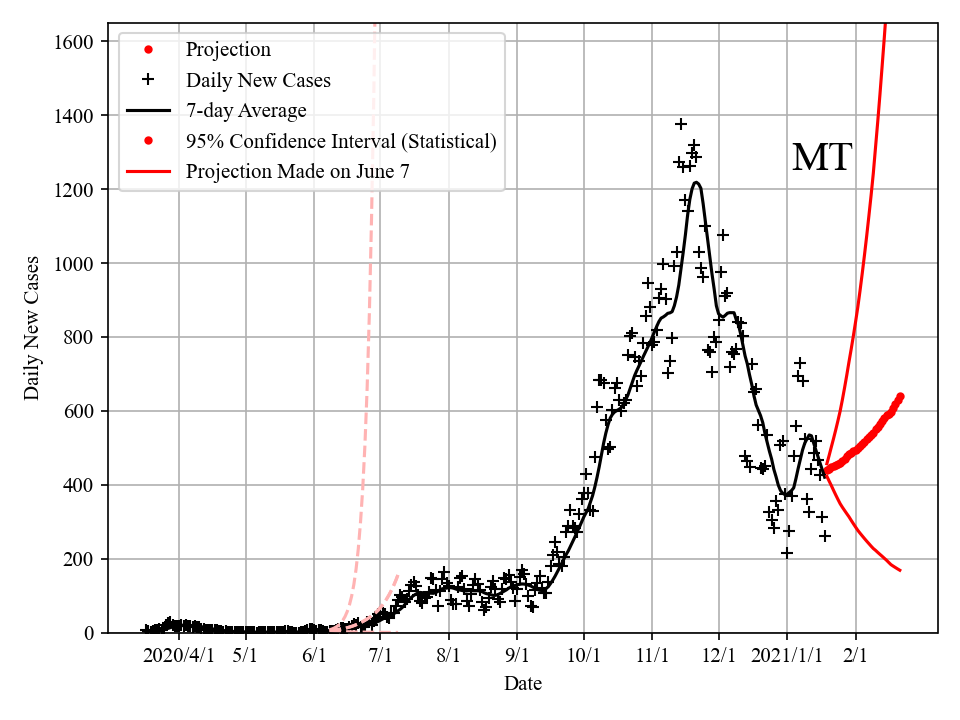 1600
1400
1200
1000
800
600
400
200
0
Daily New Cases
Projection
Daily New Cases
7-day Average
95% Confidence Interval (Statistical)
Projection Made on June 7
MT
2020/4/1 5/1 6/1 7/1 8/1 9/1 10/1 11/1 12/1 2021/1/1 2/1
Date